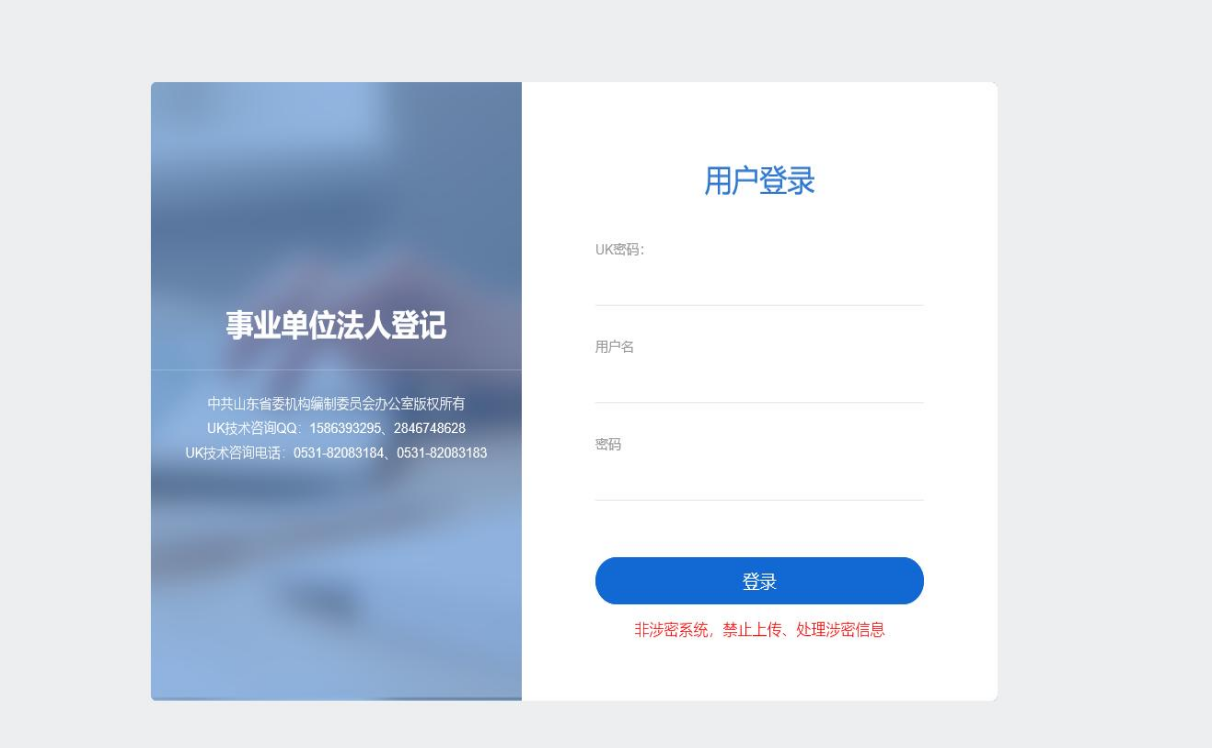 事业单位法人登记
中共山东省委机构编制委员会办公室版权所有
UK技术咨询QQ：1586393295、2846748628
UK技术咨询电话：0531-82083184、0531-82083183
用户登录
UK密码：
用户名
密码
登录
非涉密系统，禁止上传、处理涉密信息